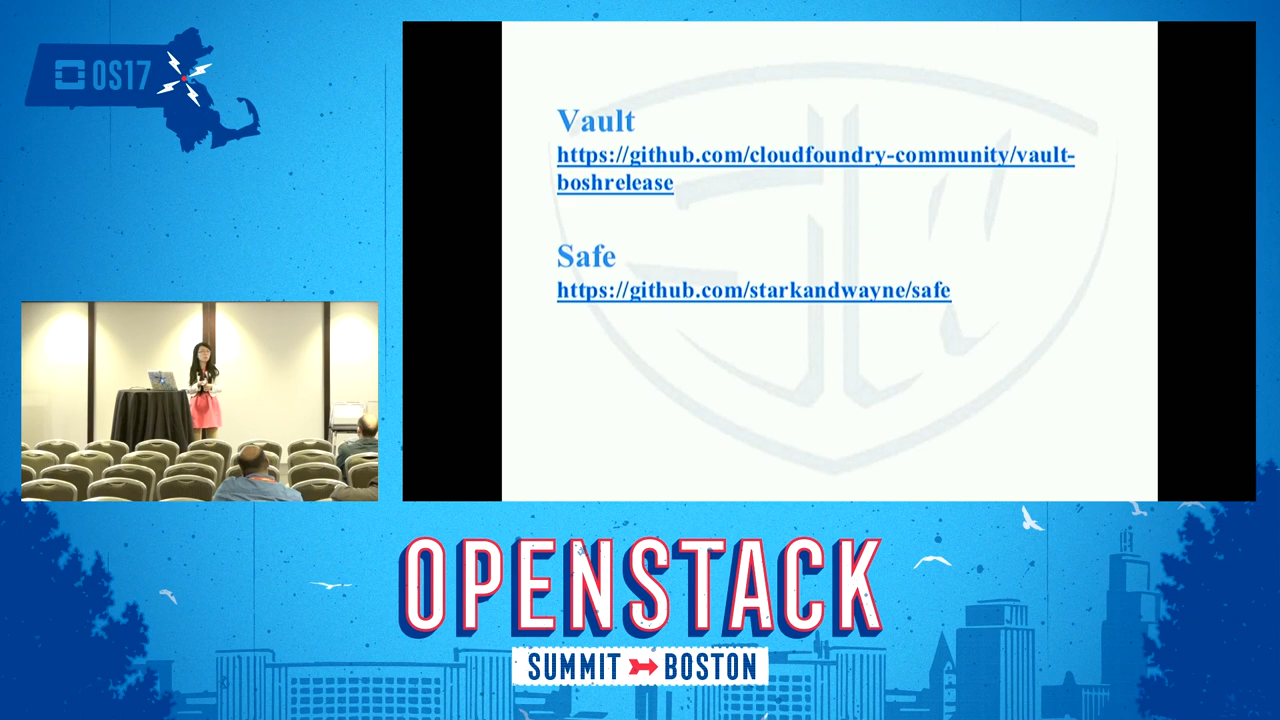 OS17
Vault
https://github.com/cloudfoundry-community/vault-
boshrelease
Safe
https://github.com/starkandwayne/safe
OPENSTACK
SUMMIT BOSTON